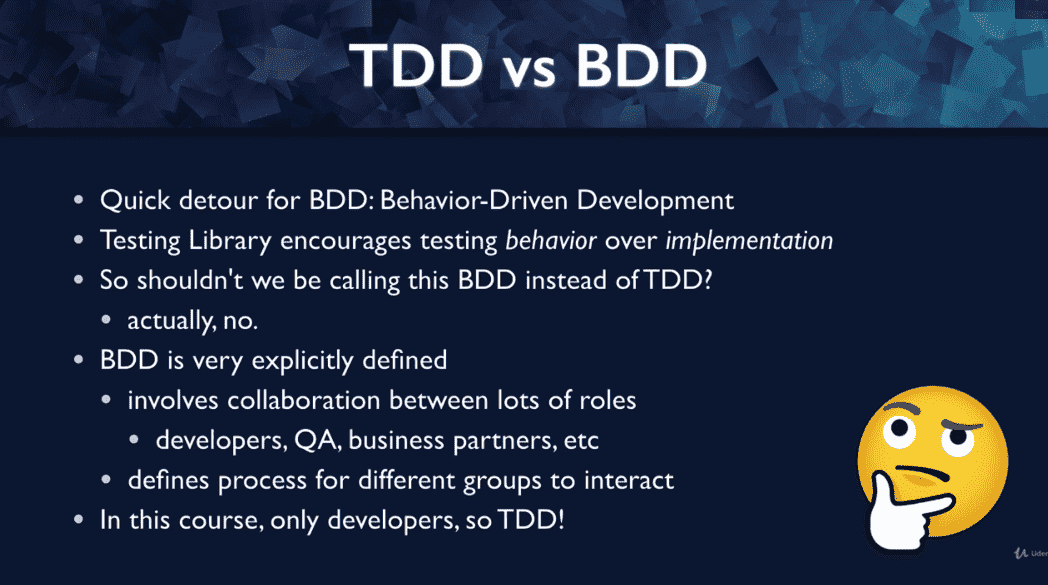 TDD vs BDD
• Quick detour for BDD: Behavior-Driven Development
• Testing Library encourages testing behavior over implementation
• So shouldn't we be calling this BDD instead of TDD?
• actually, no.
• BDD is very explicitly defined
• involves collaboration between lots of roles
• developers, QA, business partners, etc
• defines process for different groups to interact
• In this course, only developers, so TDD!